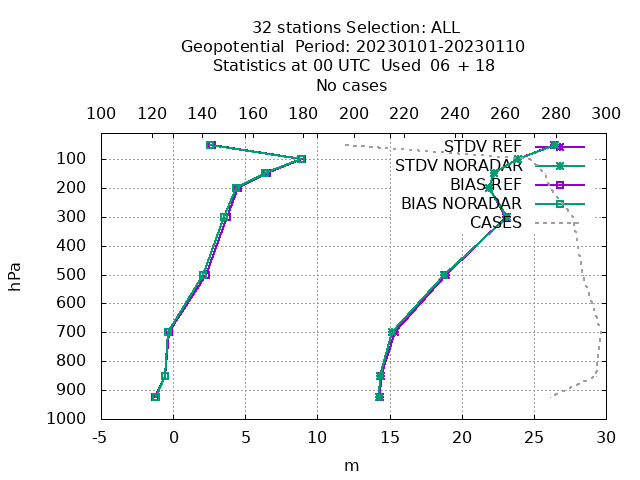 32 stations Selection: ALL
Geopotential  Period: 20230101-20230110
Statistics at 00 UTC  Used  06 + 18
No cases
100 120 140 160 180 200 220 240 260 280 300
STDV REF
100
STDV NORADAR
BIAS REF
200
BIAS NORADAR
300
CASES
400
hPa
500
600
700
800
900
1000
-5 0 5 10 15 20 25 30
m